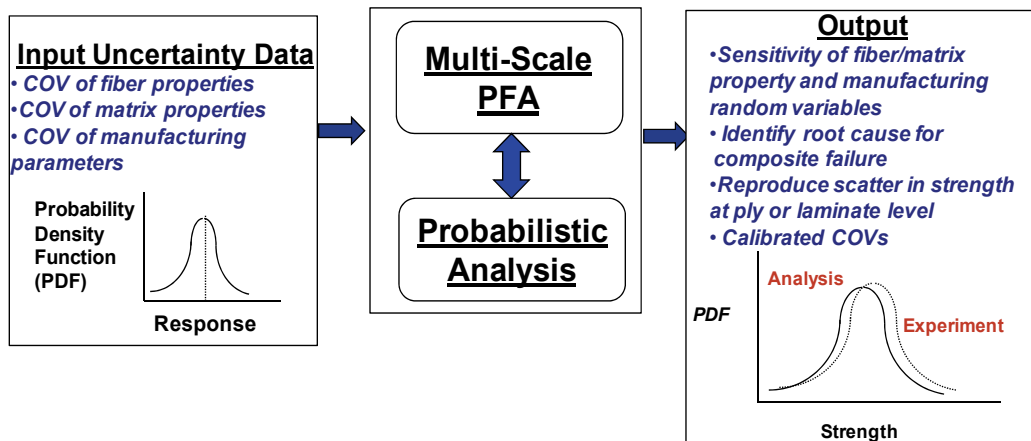 Input Uncertainty Data
• COV of fiber properties
• COV of matrix properties
• COV of manufacturing
parameters
Probability
Density
Function
(PDF)
Response
Multi-Scale
PFA
Probabilistic
Analysis
Output
•Sensitivity of fiber/matrix
property and manufacturing
random variables
• Identify root cause for
composite failure
•Reproduce scatter in strength
at ply or laminate level
• Calibrated COVs
Analysis
PDF
Experiment
Strength